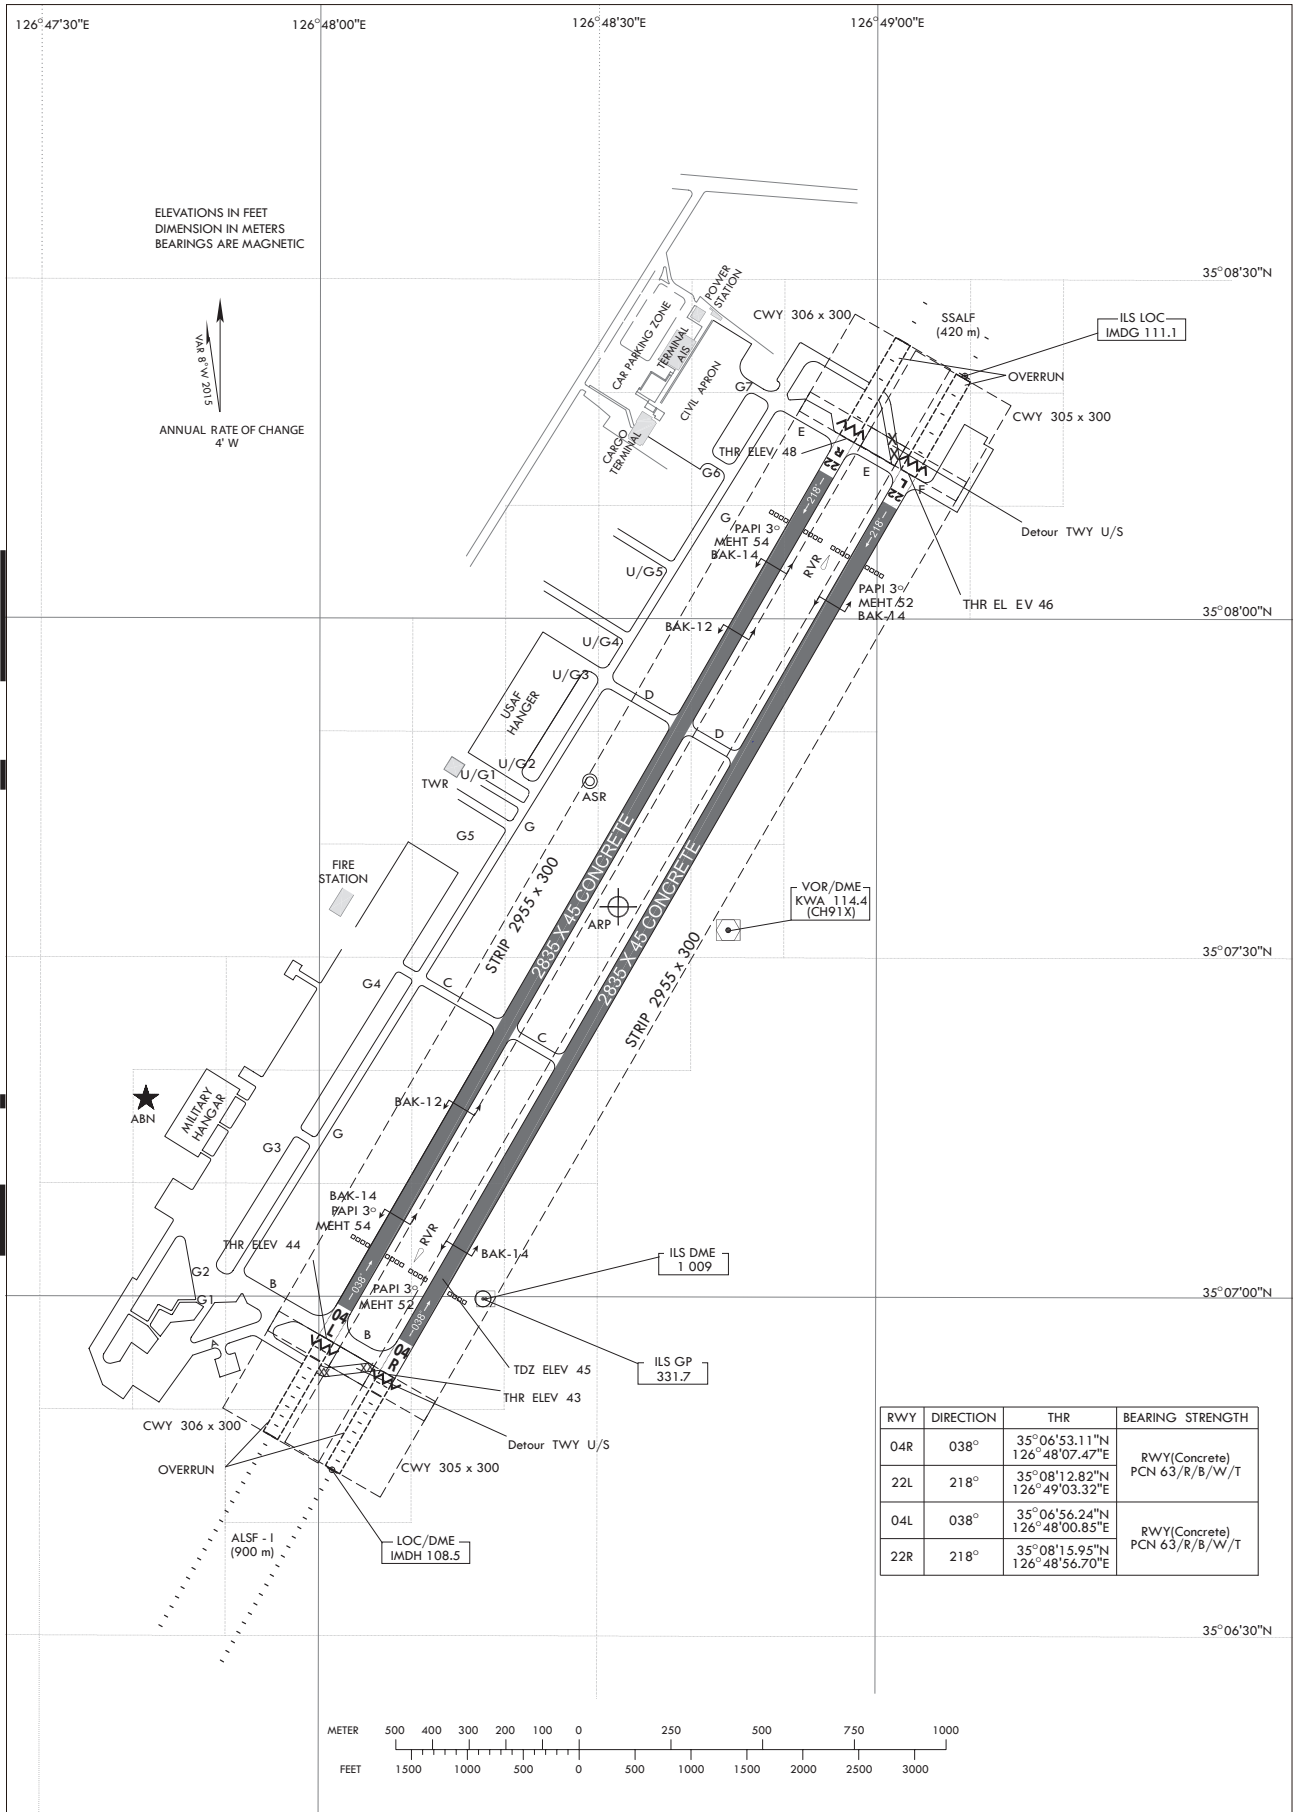 126°47'30"E
126°48'00"E
126°48'30"E
126°49'00"E
ELEVATIONS IN FEET
DIMENSION IN METERS
BEARINGS ARE MAGNETIC
VAR 8°W 2015
ANNUAL RATE OF CHANGE
4' W
35°08'30"N
POWER
STATION
CAR PARKING ZONE
TERMINAL
AIS
CIVIL APRON
CARGO
TERMINAL
CWY 306 x 300
SSALF
(420 m)
ILS LOC
IMDG 111.1
OVERRUN
CWY 305 x 300
G7
E
THR ELEV 48
22
R
E
G6
22
L
F
G
218°
218°
Detour TWY U/S
PAPI 3°
MEHT 54
BAK-14
RVR
U/G5
PAPI 3°
MEHT 52
BAK-14
THR EL EV 46
35°08'00"N
BAK-12
U/G4
U/G3
USAF
HANGER
D
D
U/G2
U/G1
TWR
ASR
G
G5
FIRE
STATION
2835 X 45 CONCRETE
2835 X 45 CONCRETE
STRIP 2955 x 300
VOR/DME
KWA 114.4
(CH91X)
ARP
STRIP 2955 x 300
35°07'30"N
G4
C
C
BAK-12
MILITARY
HANGAR
ABN
G
G3
BAK-14
PAPI 3°
MEHT 54
RVR
THR ELEV 44
BAK-14
ILS DME
1 009
G2
B
038°
PAPI 3°
MEHT 52
038°
G1
35°07'00"N
04
L
B
04
R
A
TDZ ELEV 45
ILS GP
331.7
THR ELEV 43
CWY 306 x 300
Detour TWY U/S
OVERRUN
CWY 305 x 300
ALSF - I
(900 m)
LOC/DME
IMDH 108.5
RWY DIRECTION THR BEARING STRENGTH
04R 038° 35°06'53.11"N
126°48'07.47"E
RWY(Concrete)
PCN 63/R/B/W/T
22L 218° 35°08'12.82"N
126°49'03.32"E
04L 038° 35°06'56.24"N
126°48'00.85"E
RWY(Concrete)
PCN 63/R/B/W/T
22R 218° 35°08'15.95"N
126°48'56.70"E
35°06'30"N
METER 500 400 300 200 100 0 250 500 750 1000
FEET 1500 1000 500 0 500 1000 1500 2000 2500 3000